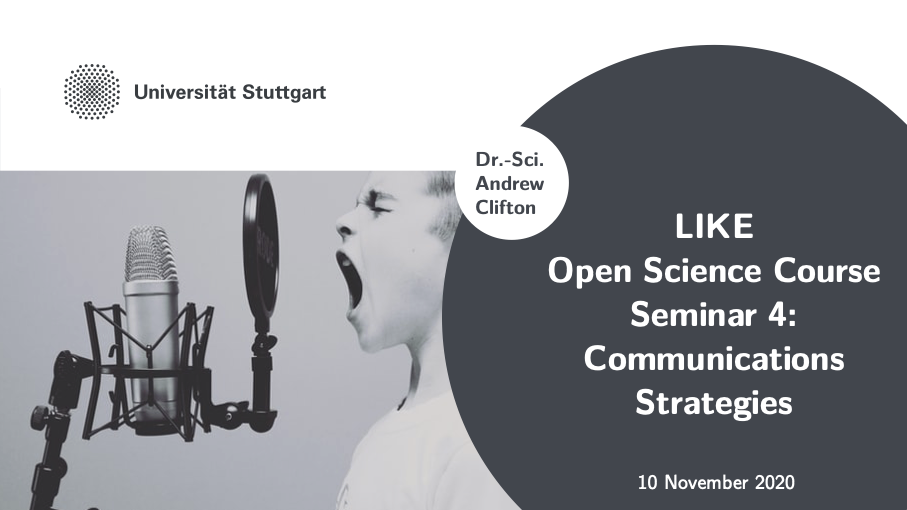 Universität Stuttgart
Dr.-Sci.
Andrew
Clifton
LIKE
Open Science Course
Seminar 4:
Communications
Strategies
10 November 2020